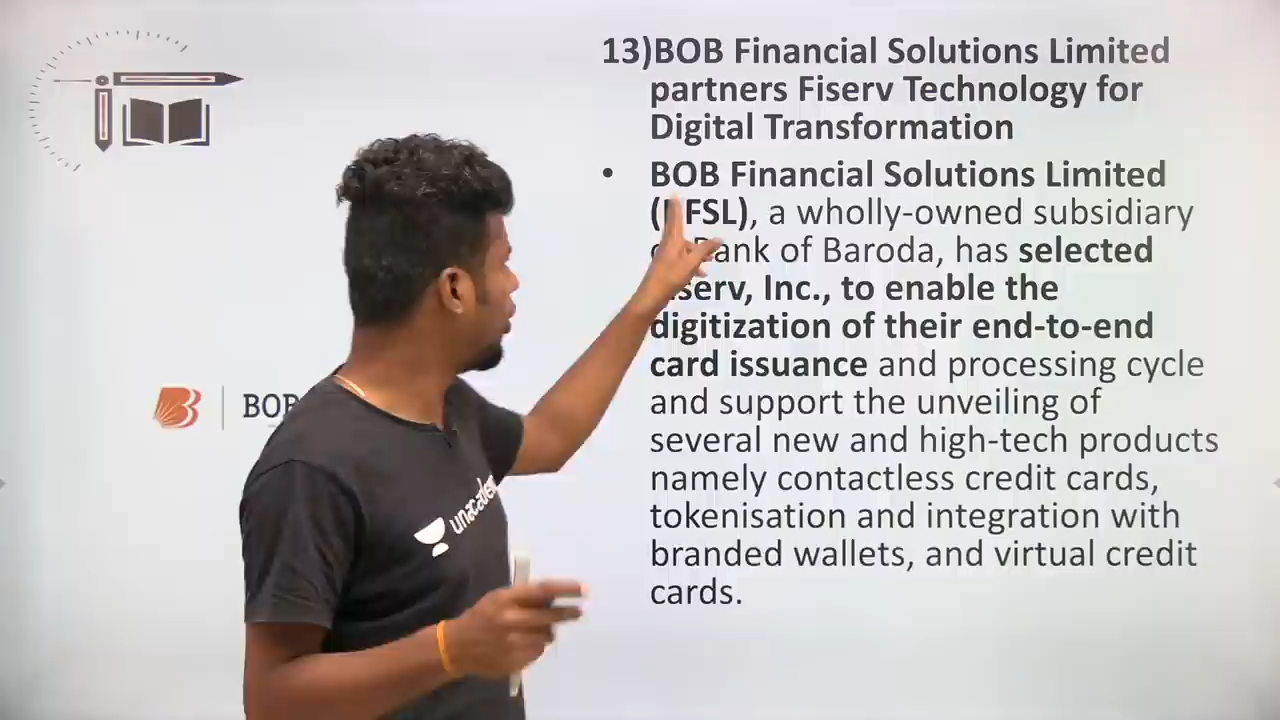 13)BOB Financial Solutions Limited
partners Fiserv Technology for
Digital Transformation
• BOB Financial Solutions Limited
FSL), a wholly-owned subsidiary
Bank of Baroda, has selected
Inc., to enable the
digitization of their end-to-end
card issuance and processing cycle
and support the unveiling of
several new and high-tech products
namely contactless credit cards,
tokenisation and integration with
branded wallets, and virtual credit
cards.
BOB
unacademy